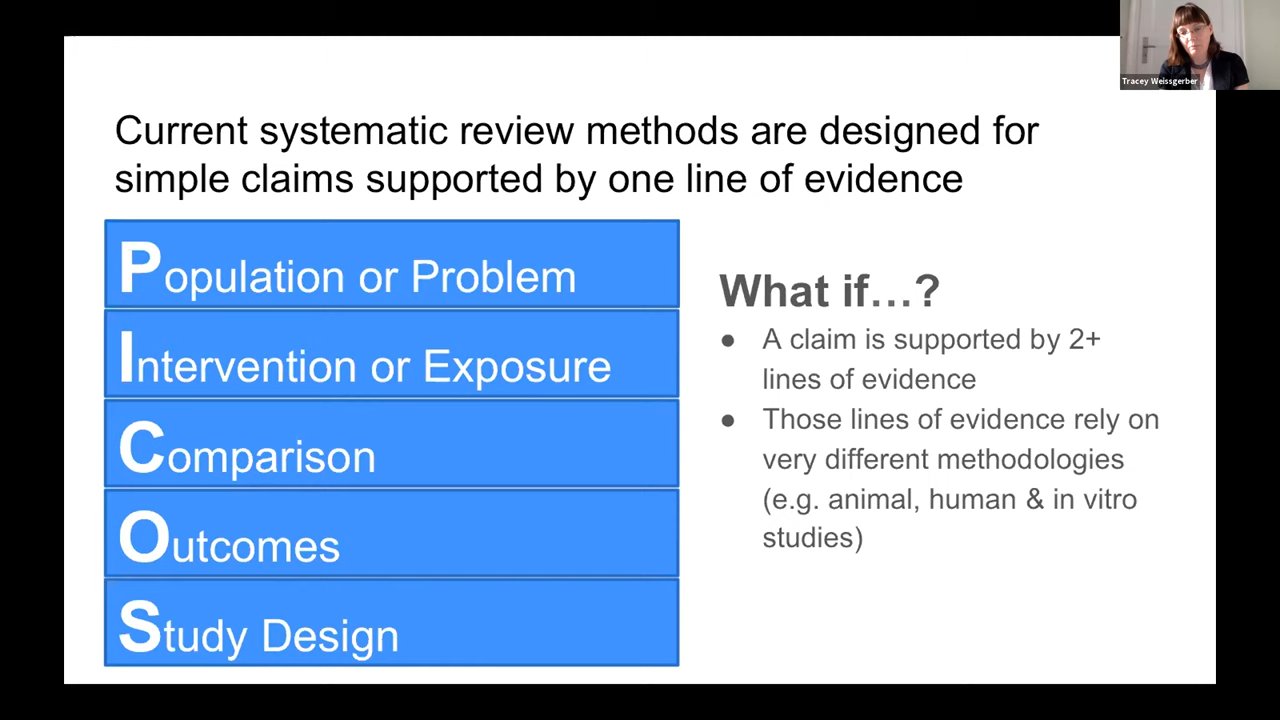 Tracey Weissgerber
Current systematic review methods are designed for
simple claims supported by one line of evidence
Population or Problem
Intervention or Exposure
Comparison
Outcomes
Study Design
What if…?
● A claim is supported by 2+
lines of evidence
● Those lines of evidence rely on
very different methodologies
(e.g. animal, human & in vitro
studies)